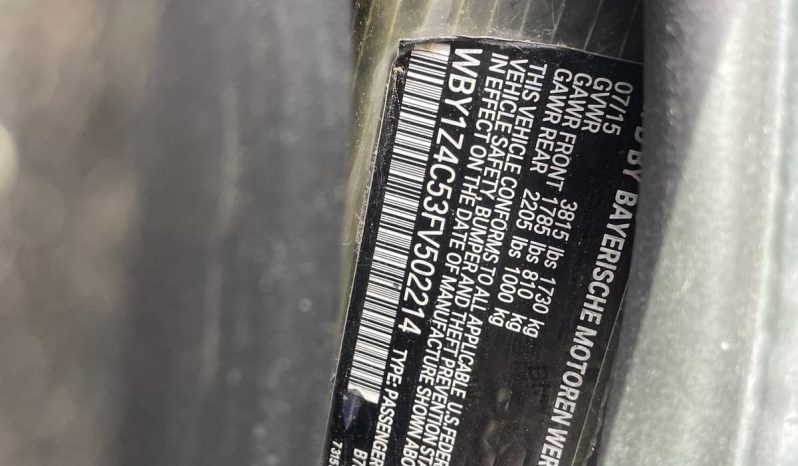 D BY BAYERISCHE MOTOREN WER
07/15
GVWR 3815 lbs 1730 kg
GAWR FRONT 1785 lbs 810 kg
GAWR REAR 2205 lbs 1000 kg
THIS VEHICLE CONFORMS TO ALL APPLICABLE U.S.FEDER
VEHICLE SAFETY, BUMPER AND THEFT PREVENTION STA
IN EFFECT ON THE DATE OF MANUFACTURE SHOWN ABO
WBY1Z4C53FV502214 TYPE: PASSENGER
B7
7315